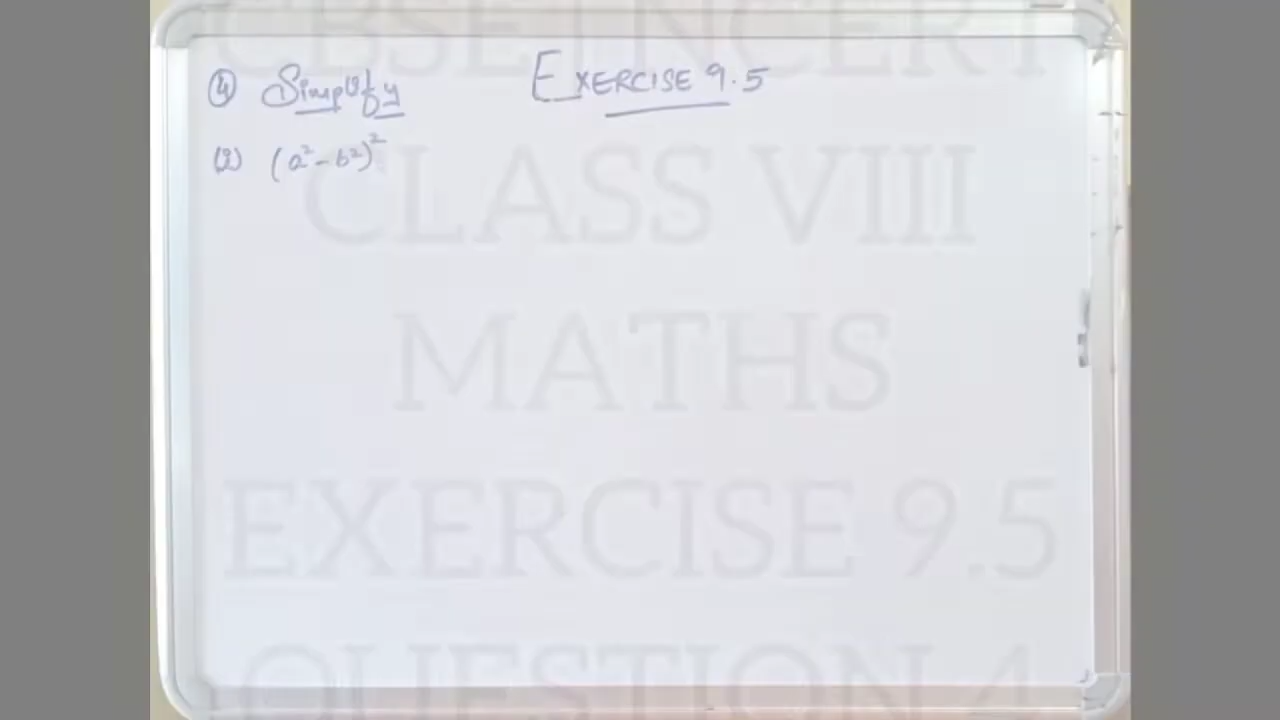 CBSE NCERT
④ Simplify EXERCISE 9.5
(i) (a² - b²)²
CLASS VIII
MATHS
EXERCISE 9.5
QUESTION 4